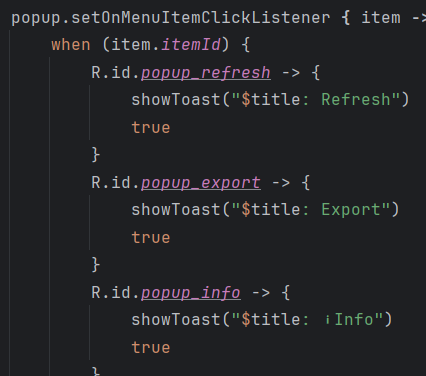 popup.setOnMenuItemClickListener { item ->
    when (item.itemId) {
        R.id.popup_refresh -> {
            showToast("$title: Refresh")
            true
        }
        R.id.popup_export -> {
            showToast("$title: Export")
            true
        }
        R.id.popup_info -> {
            showToast("$title: ¡Info")
            true
        }